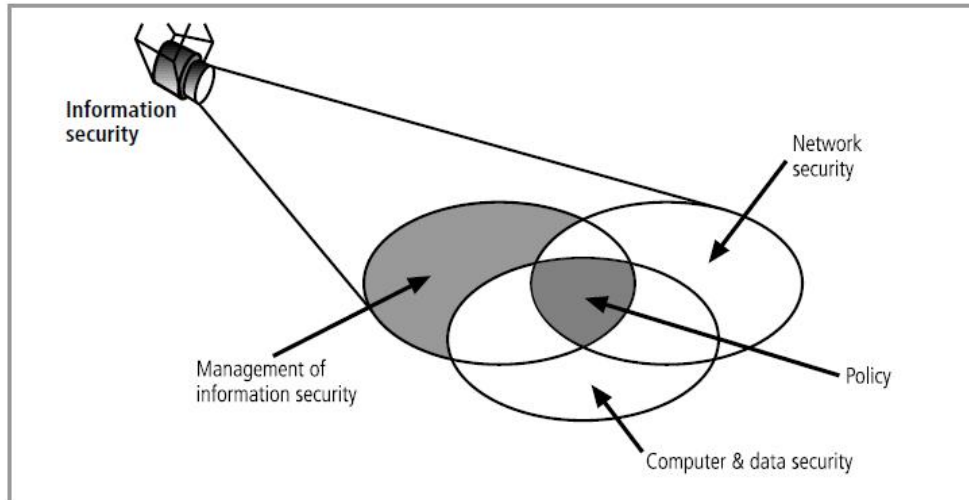 Information
security
Network
security
Management of
information security
Policy
Computer & data security